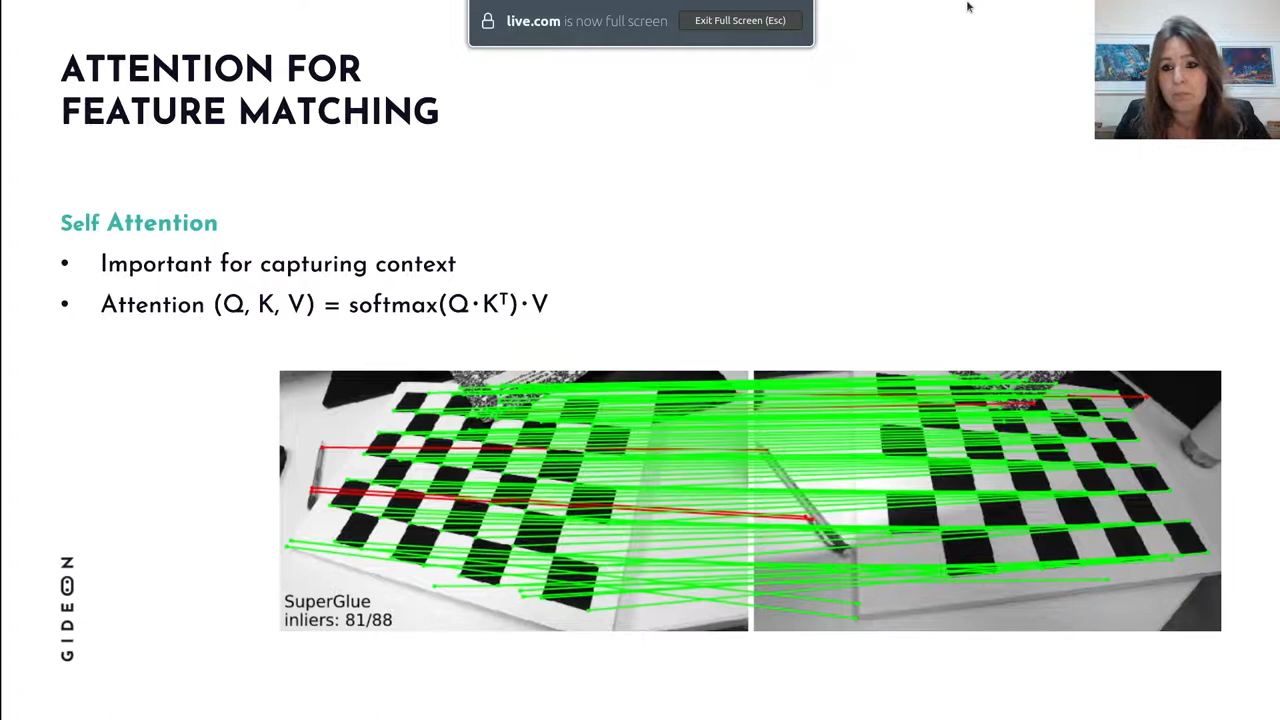 live.com is now full screen
Exit Full Screen (Esc)
ATTENTION FOR
FEATURE MATCHING
Self Attention
• Important for capturing context
• Attention (Q, K, V) = softmax(Q·Kᵀ)·V
SuperGlue
inliers: 81/88
GIDEON